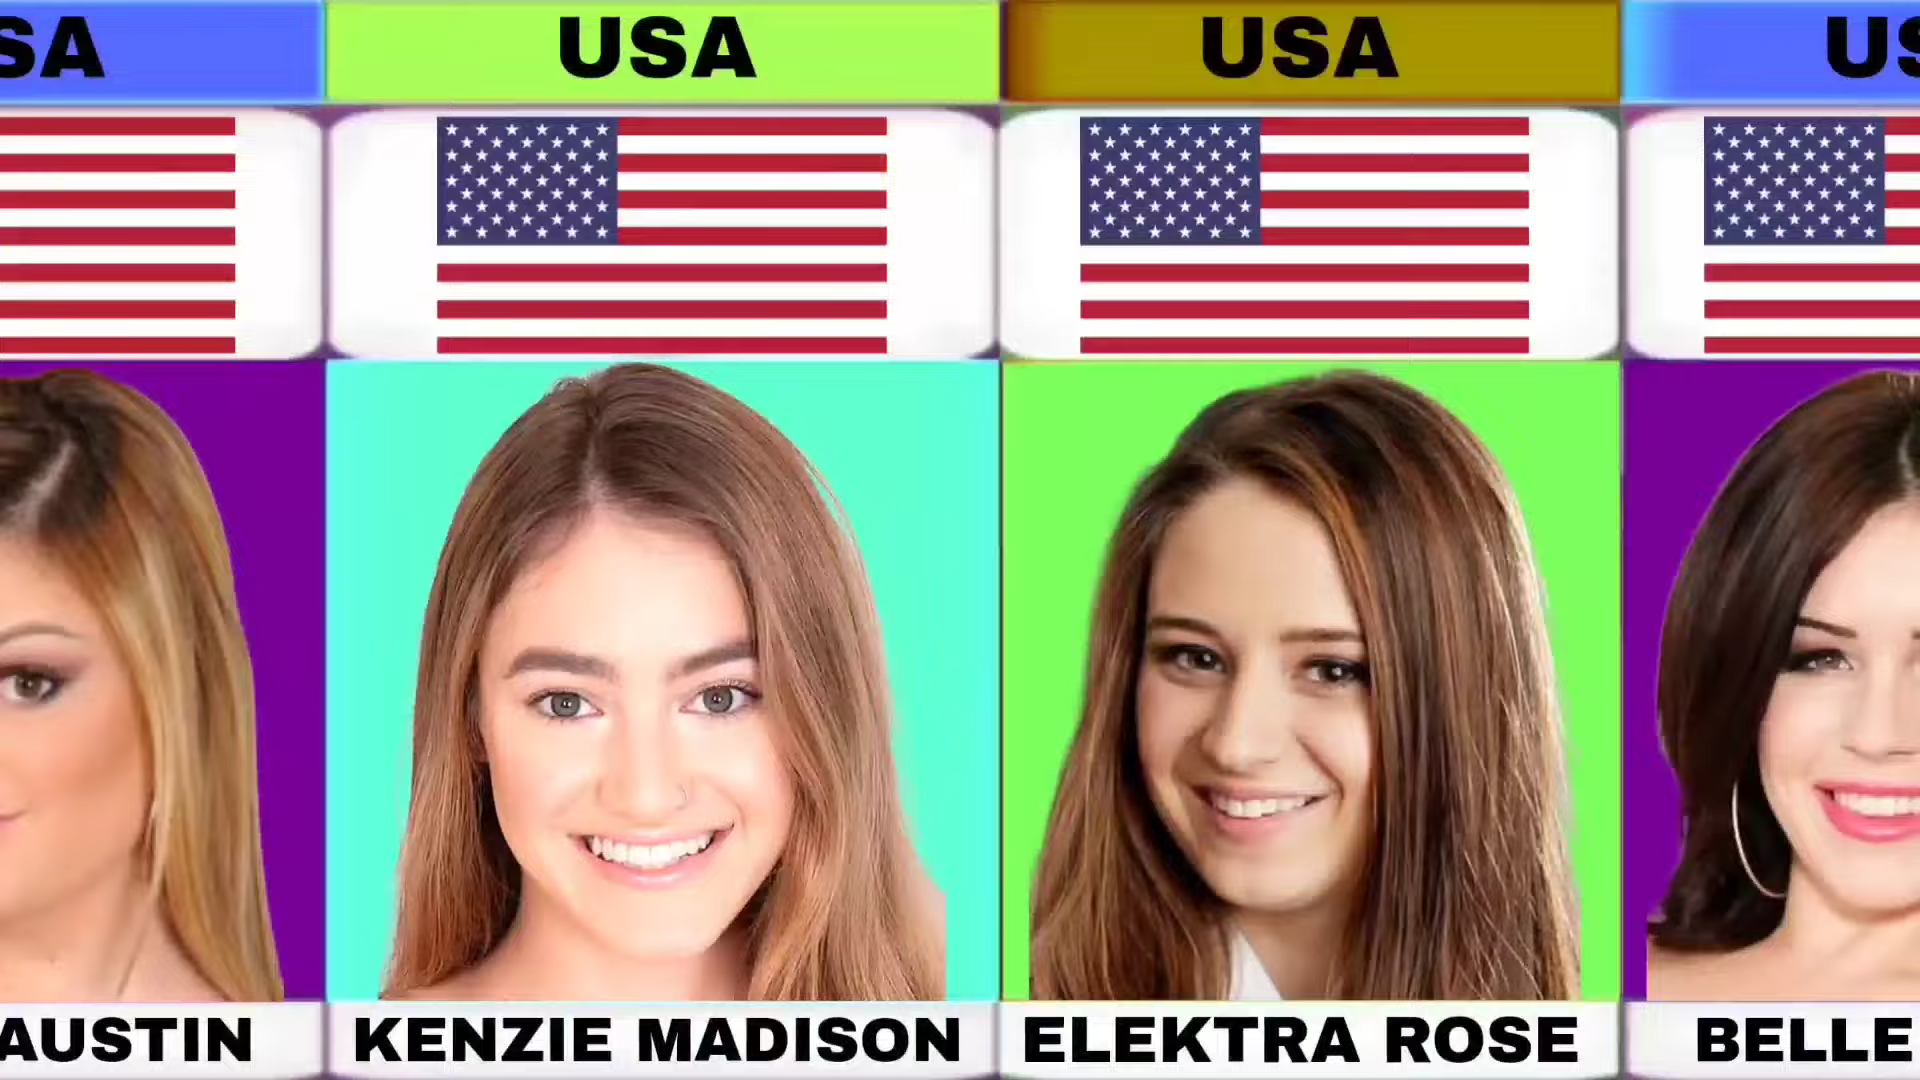 SA
USA
USA
US
AUSTIN
KENZIE MADISON
ELEKTRA ROSE
BELLE